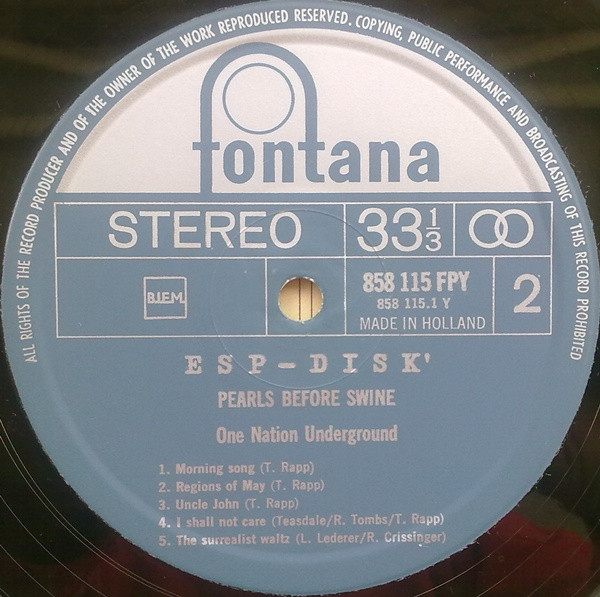 ALL RIGHTS OF THE RECORD PRODUCER AND OF THE OWNER OF THE WORK REPRODUCED RESERVED. COPYING, PUBLIC PERFORMANCE AND BROADCASTING OF THIS RECORD PROHIBITED
fontana
STEREO 33 1/3
B.I.E.M. 858 115 FPY 2
858 115.1 Y
MADE IN HOLLAND
ESP-DISK'
PEARLS BEFORE SWINE
One Nation Underground
1. Morning song (T. Rapp)
2. Regions of May (T. Rapp)
3. Uncle John (T. Rapp)
4. I shall not care (Teasdale/R. Tombs/T. Rapp)
5. The surrealist waltz (L. Lederer/R. Crissinger)